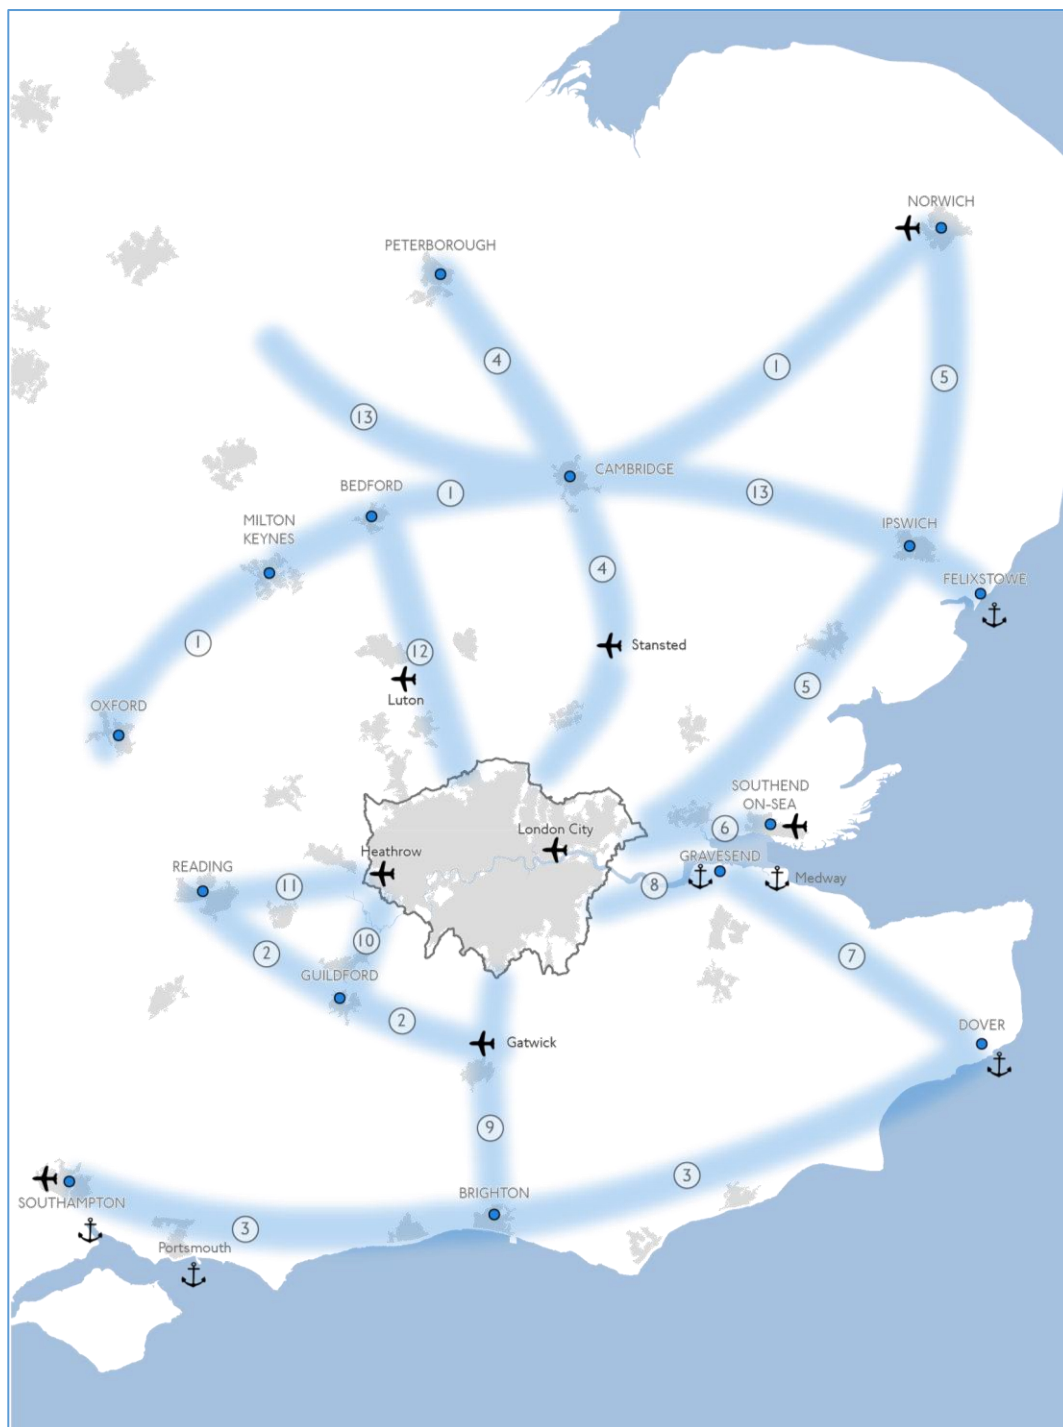 NORWICH
PETERBOROUGH
4
1
5
13
CAMBRIDGE
BEDFORD
1
13
MILTON
KEYNES
IPSWICH
4
FELIXSTOWE
1
12
Stansted
5
Luton
OXFORD
SOUTHEND
ON-SEA
London City
6
Heathrow
GRAVESEND
READING
11
8
Medway
10
2
7
GUILDFORD
2
DOVER
Gatwick
9
3
BRIGHTON
SOUTHAMPTON
3
Portsmouth